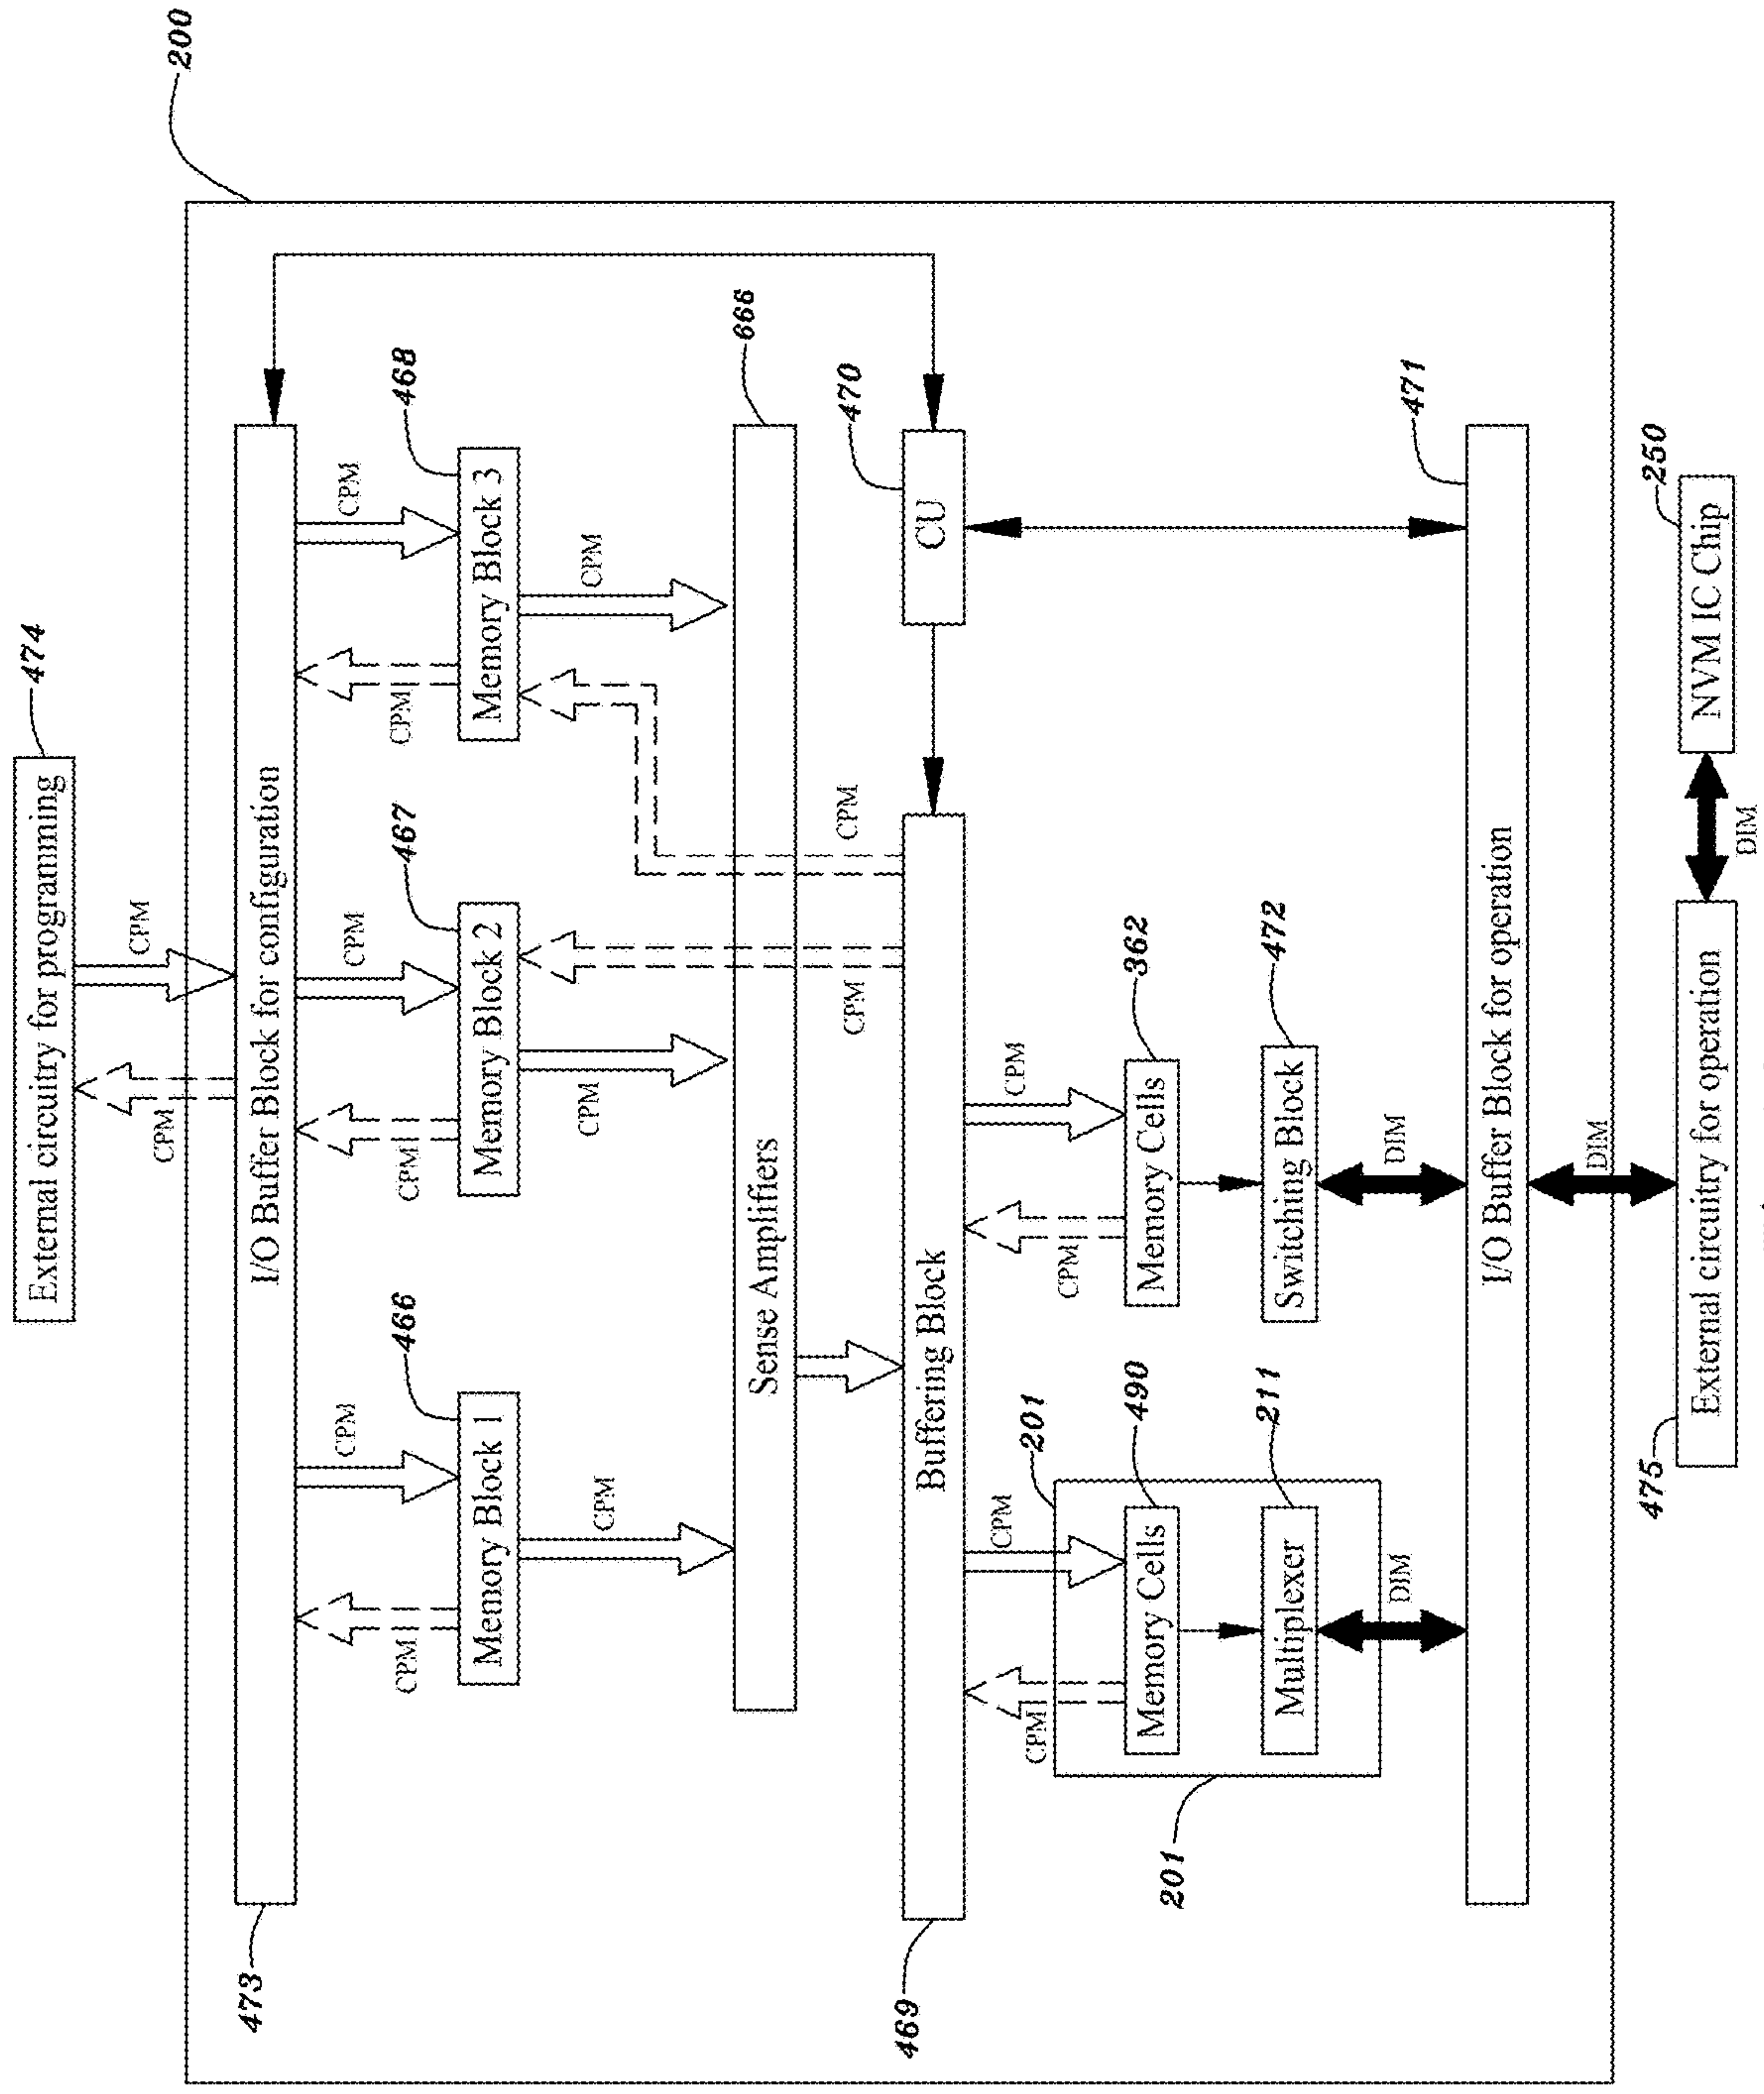 200
External circuitry for programming
474
CPM
CPM
473
I/O Buffer Block for configuration
CPM
CPM
CPM
CPM
CPM
CPM
Memory Block 1
466
Memory Block 2
467
Memory Block 3
468
CPM
CPM
CPM
Sense Amplifiers
666
CPM
CPM
469
Buffering Block
CU
470
CPM
CPM
CPM
CPM
201
Memory Cells
490
Memory Cells
362
Multiplexer
211
Switching Block
472
201
DIM
DIM
I/O Buffer Block for operation
471
DIM
475
External circuitry for operation
DIM
NVM IC Chip
250